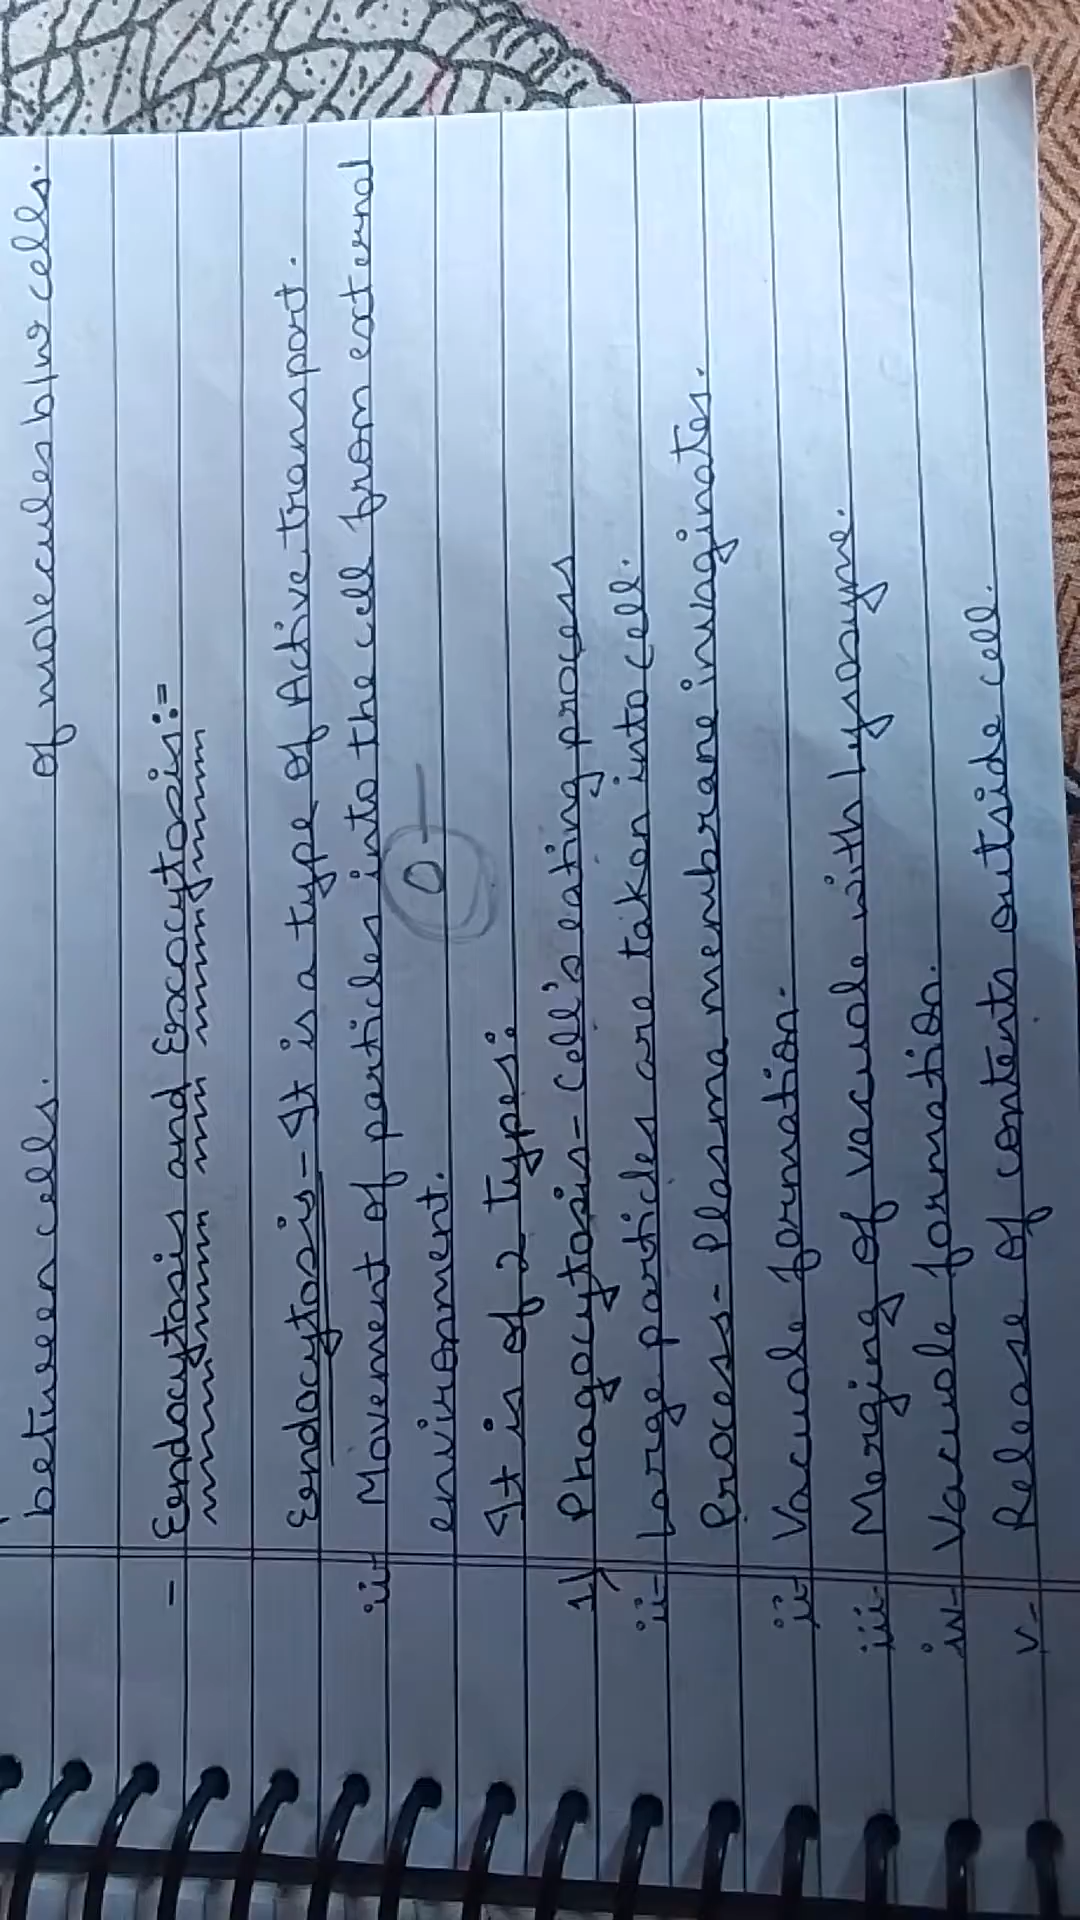 between cells. of molecules b/w cells.
- Endocytosis and Exocytosis:=
Endocytosis- It is a type of Active transport.
ii- Movement of particles into the cell from external
environment.
It is of 2 types:
1) Phagocytosis- Cell's eating process
ii- Large particles are taken into cell.
Process- Plasma membrane invaginates.
ii- Vacuole formation.
iii- Merging of vacuole with lysosyme.
iv- Vacuole formation.
v- Release of contents outside cell.